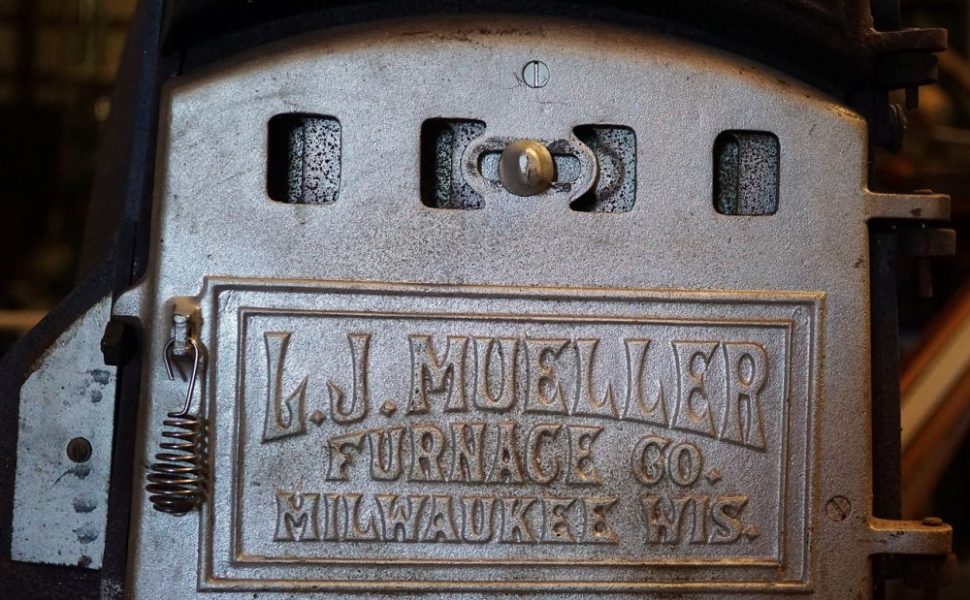 L.J. MUELLER
FURNACE CO.
MILWAUKEE WIS.